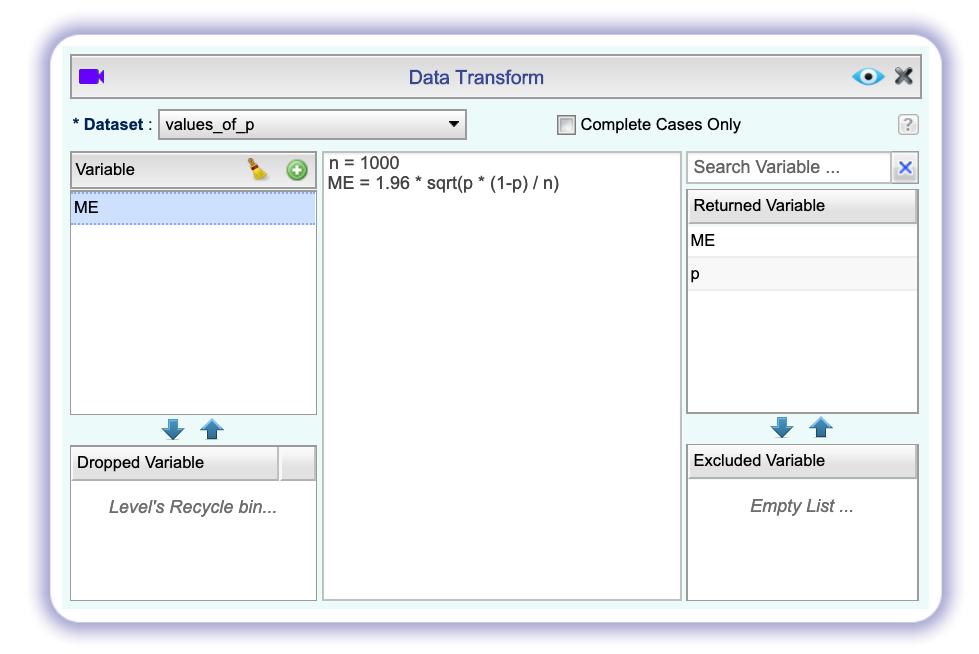 Data Transform
* Dataset : values_of_p
Complete Cases Only
?
Variable
ME
n = 1000
ME = 1.96 * sqrt(p * (1-p) / n)
Search Variable ...
Returned Variable
ME
p
Dropped Variable
Level's Recycle bin...
Excluded Variable
Empty List ...